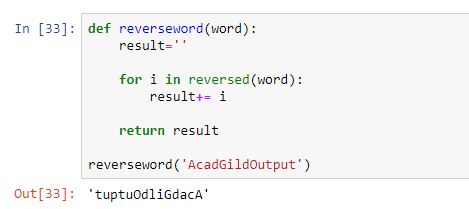 In [33]: def reverseword(word):
    result=''
    for i in reversed(word):
        result+= i
    return result
reverseword('AcadGildOutput')
Out[33]: 'tuptuOdliGdacA'